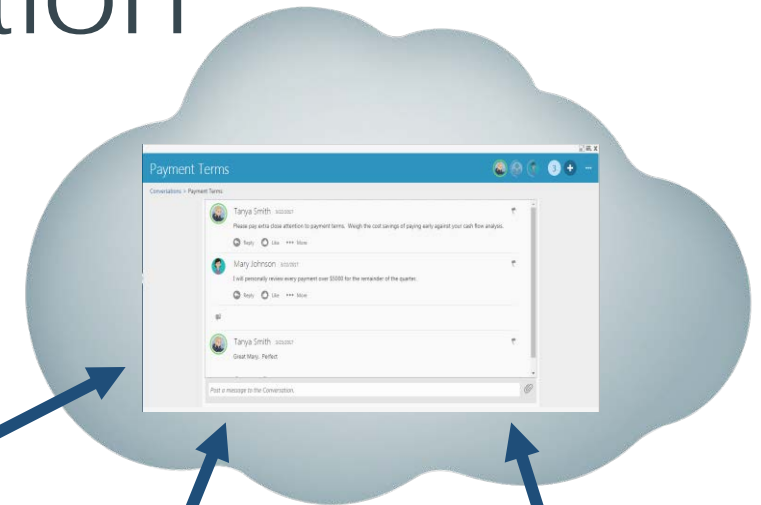 ation
Payment Terms
3
Conversations > Payment Terms
Tanya Smith
Please pay extra close attention to payment terms. Weigh the cost savings of paying early against your cash flow analysis.
Reply Like ••• More
Mary Johnson
I will personally review every payment over $5000 for the remainder of the quarter.
Reply Like ••• More
Tanya Smith
Great Mary. Perfect
Post a message to the Conversation.